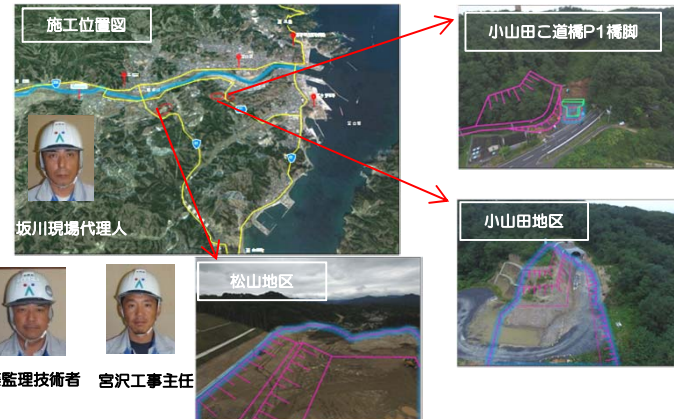 施工位置図
小山田こ道橋P1橋脚
坂川現場代理人
小山田地区
松山地区
監理技術者
宮沢工事主任